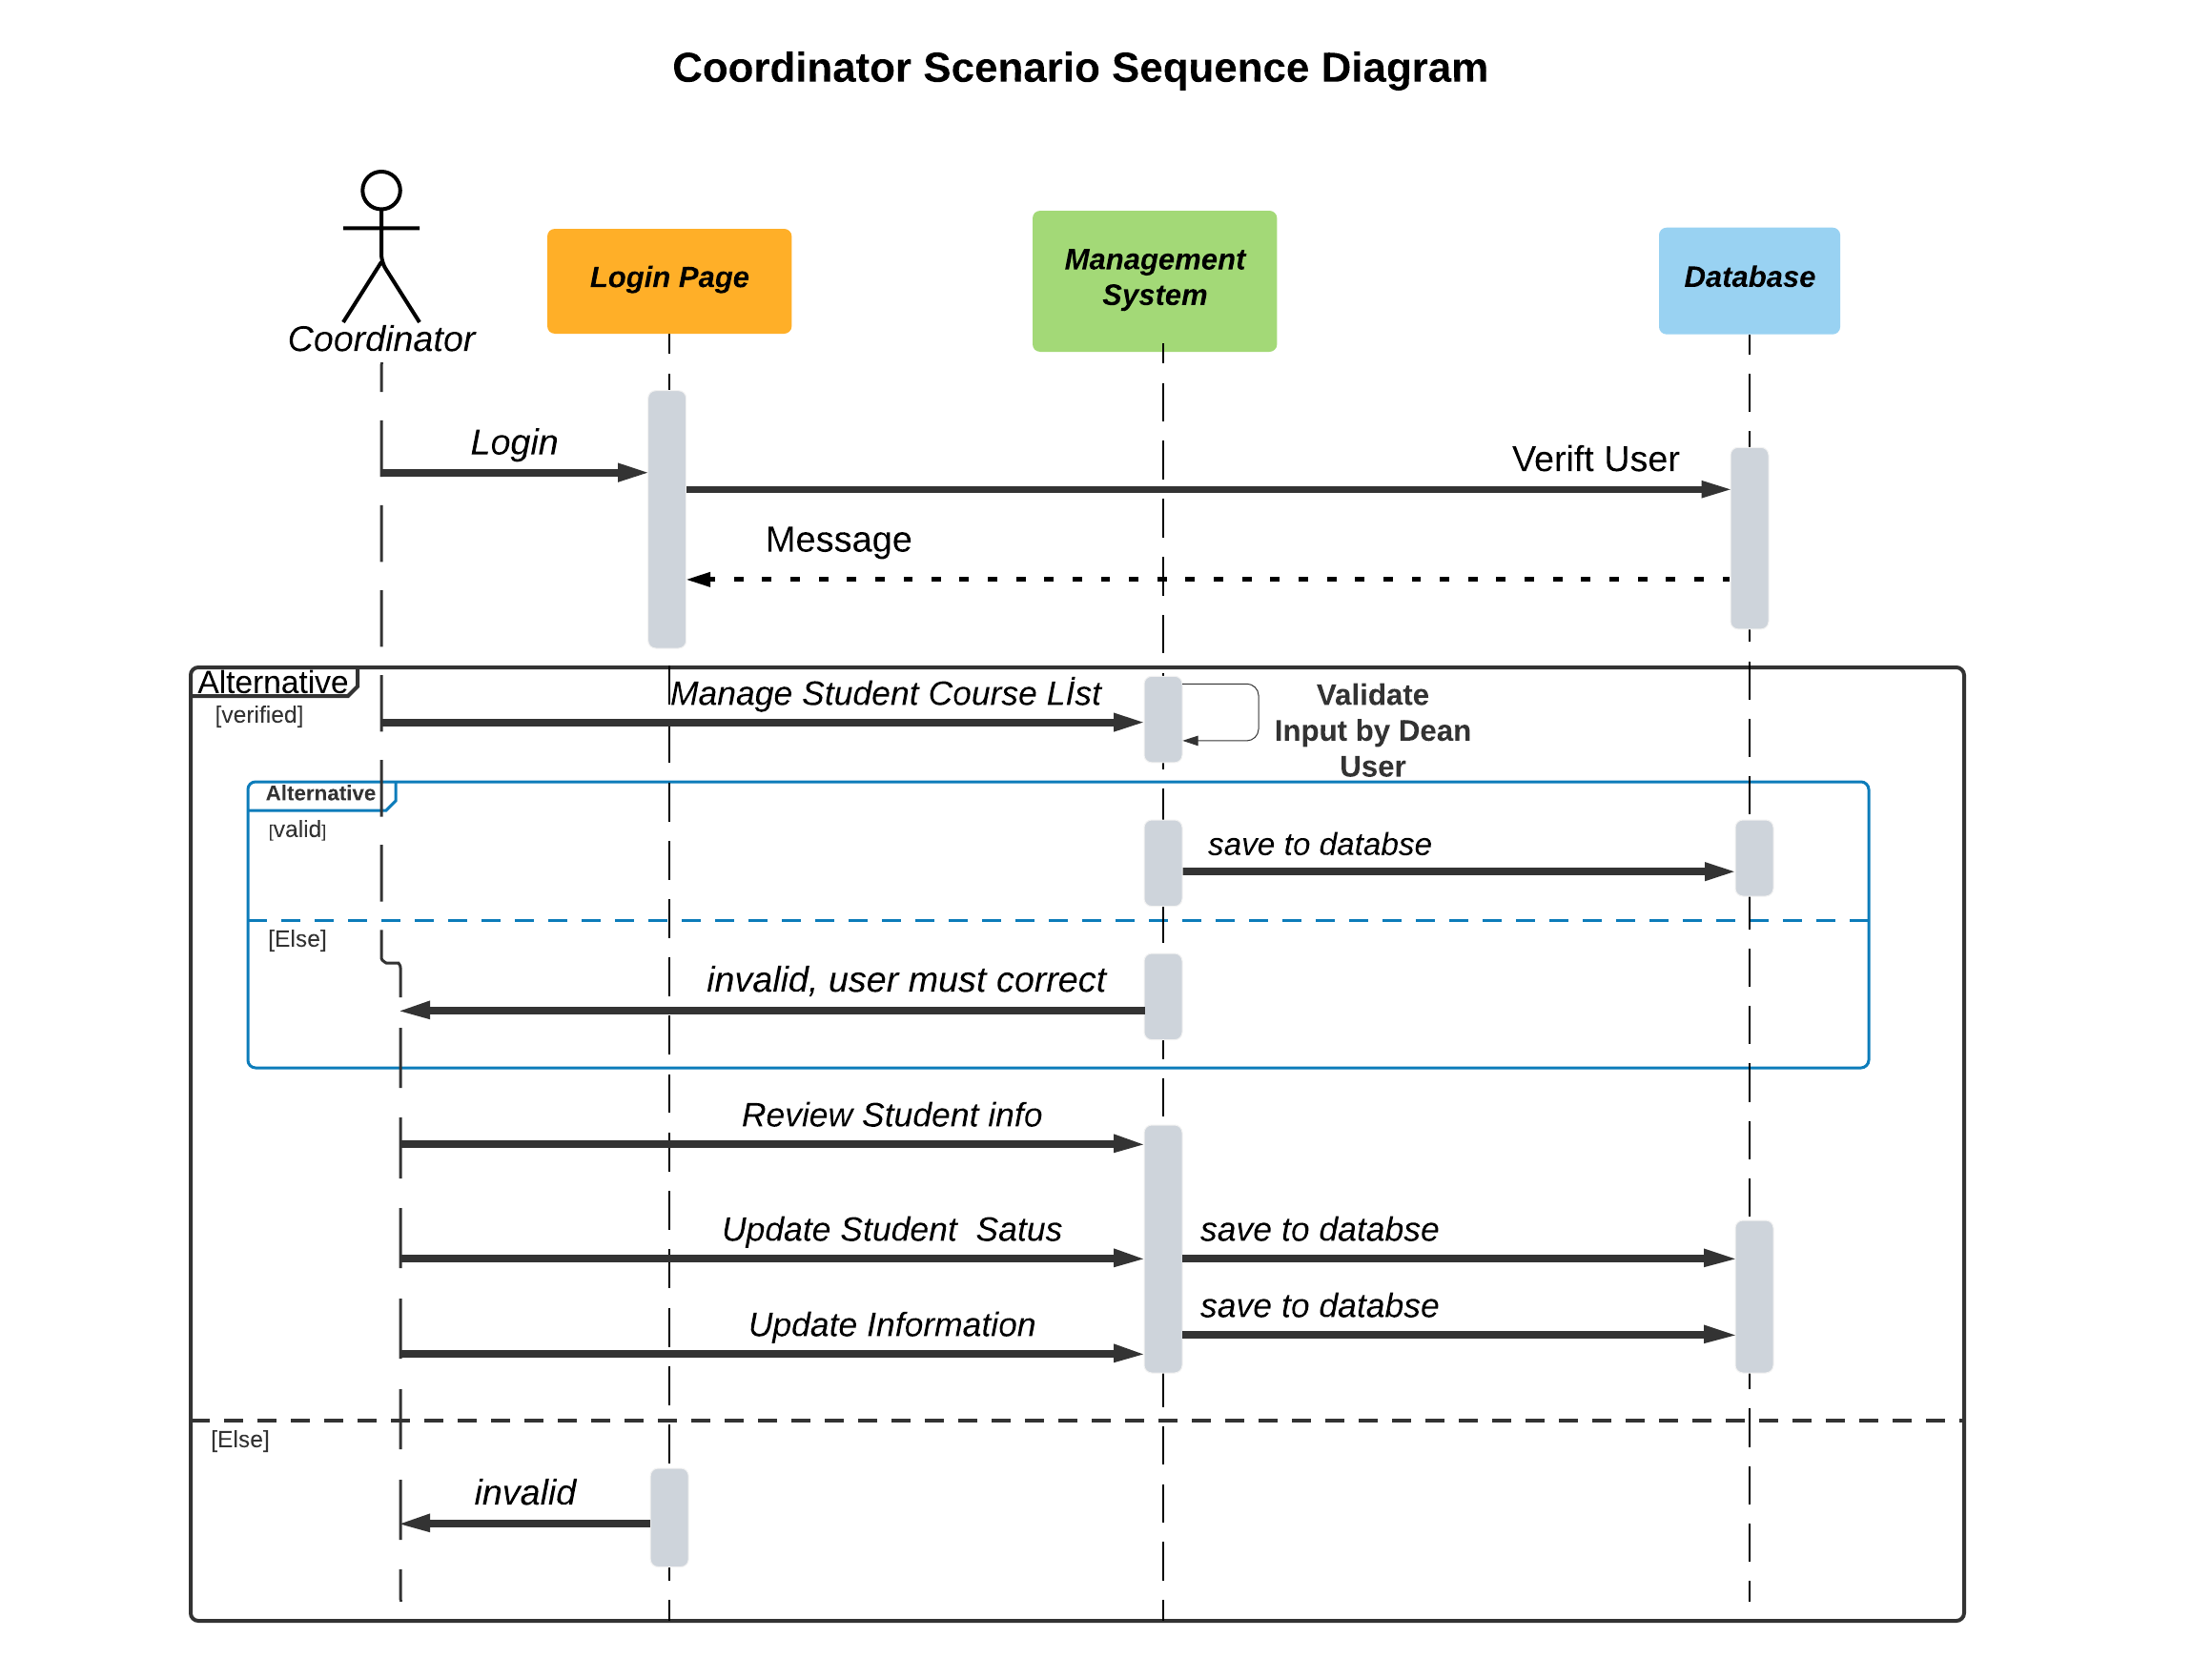 Coordinator Scenario Sequence Diagram
Coordinator
Login Page
Management
System
Database
Login
Verift User
Message
Alternative
[verified]
Manage Student Course Lİst
Validate
Input by Dean
User
Alternative
[valid]
save to databse
[Else]
invalid, user must correct
Review Student info
Update Student  Satus
save to databse
save to databse
Update Information
[Else]
invalid